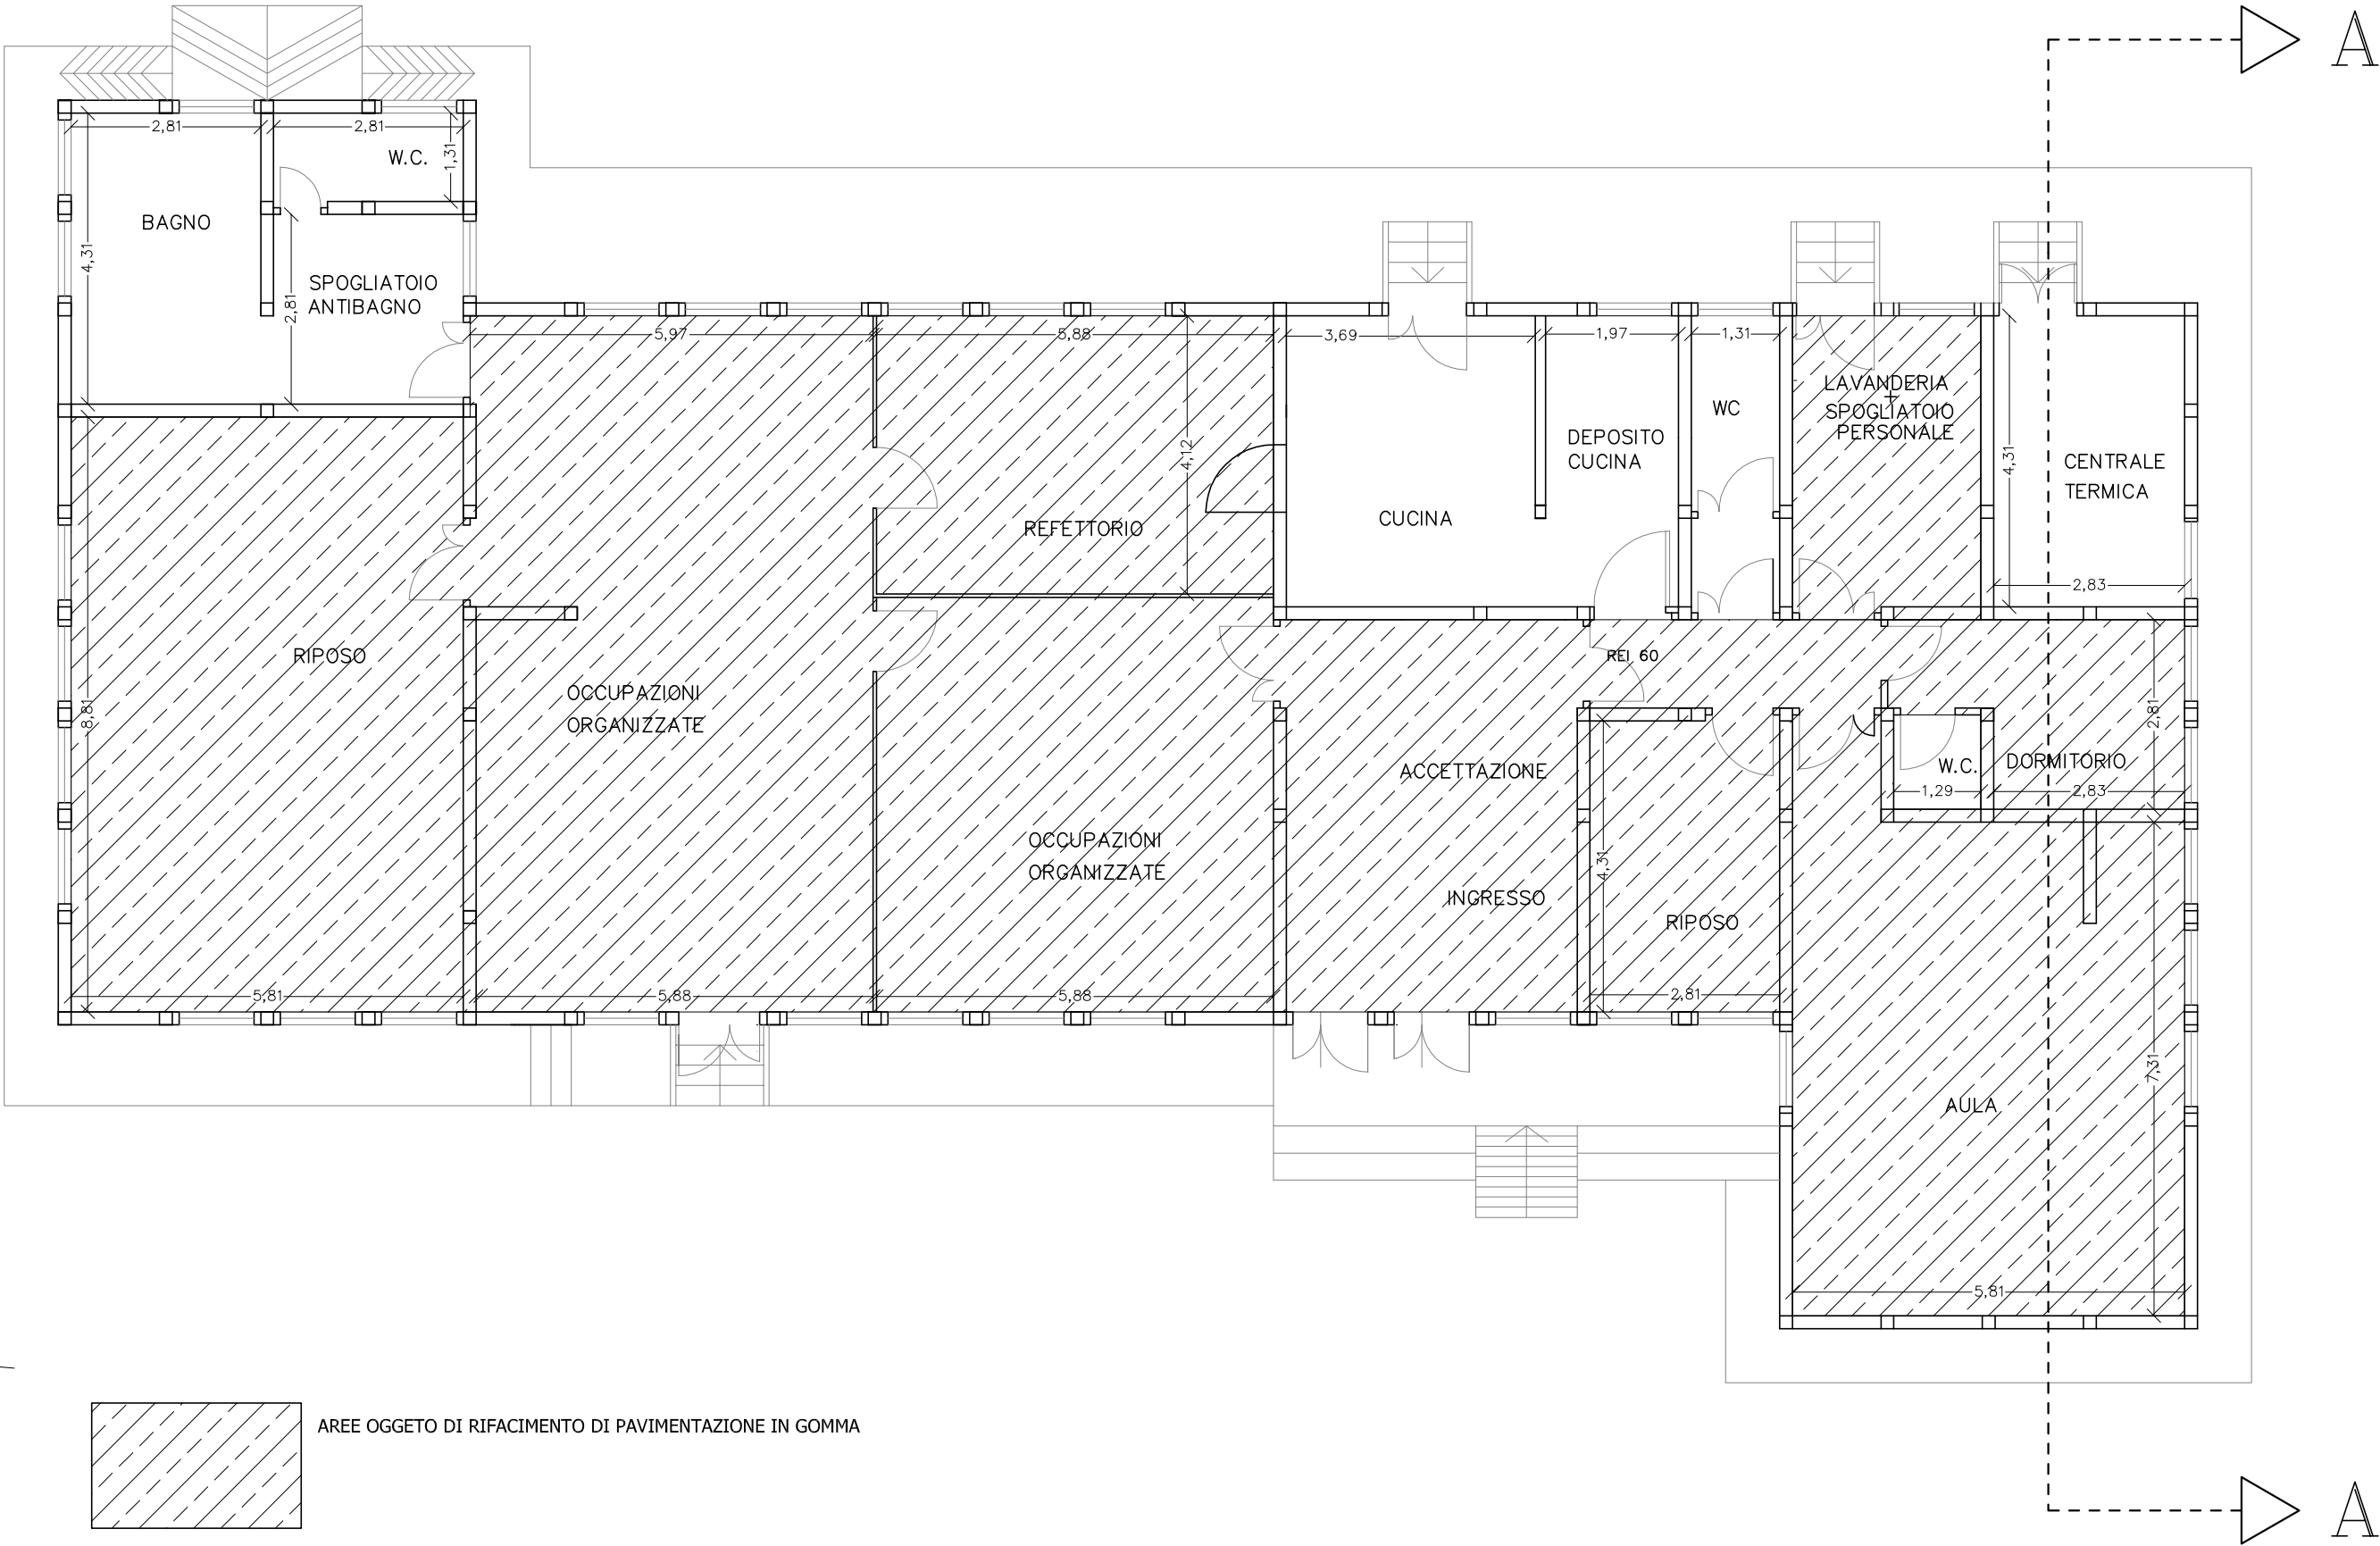 A
2,81
2,81
W.C.
1,31
BAGNO
4,31
SPOGLIATOIO
ANTIBAGNO
2,81
5,97
5,88
3,69
1,97
1,31
LAVANDERIA
+
SPOGLIATOIO
PERSONALE
WC
DEPOSITO
CUCINA
4,12
4,31
CENTRALE
TERMICA
CUCINA
REFETTORIO
2,83
RIPOSO
REI 60
OCCUPAZIONI
ORGANIZZATE
8,81
2,81
ACCETTAZIONE
W.C.
DORMITORIO
1,29
2,83
OCCUPAZIONI
ORGANIZZATE
4,31
INGRESSO
RIPOSO
5,81
5,88
5,88
2,81
7,31
AULA
5,81
AREE OGGETO DI RIFACIMENTO DI PAVIMENTAZIONE IN GOMMA
A